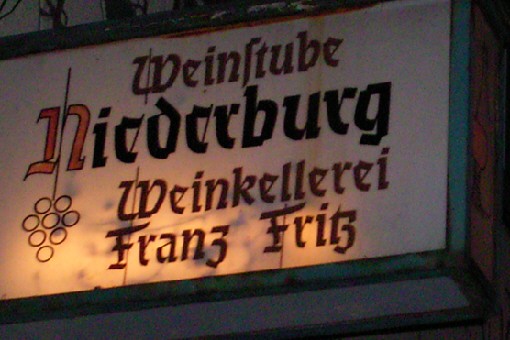 Weinſtube
Niederburg
Weinkellerei
Franz Fritz